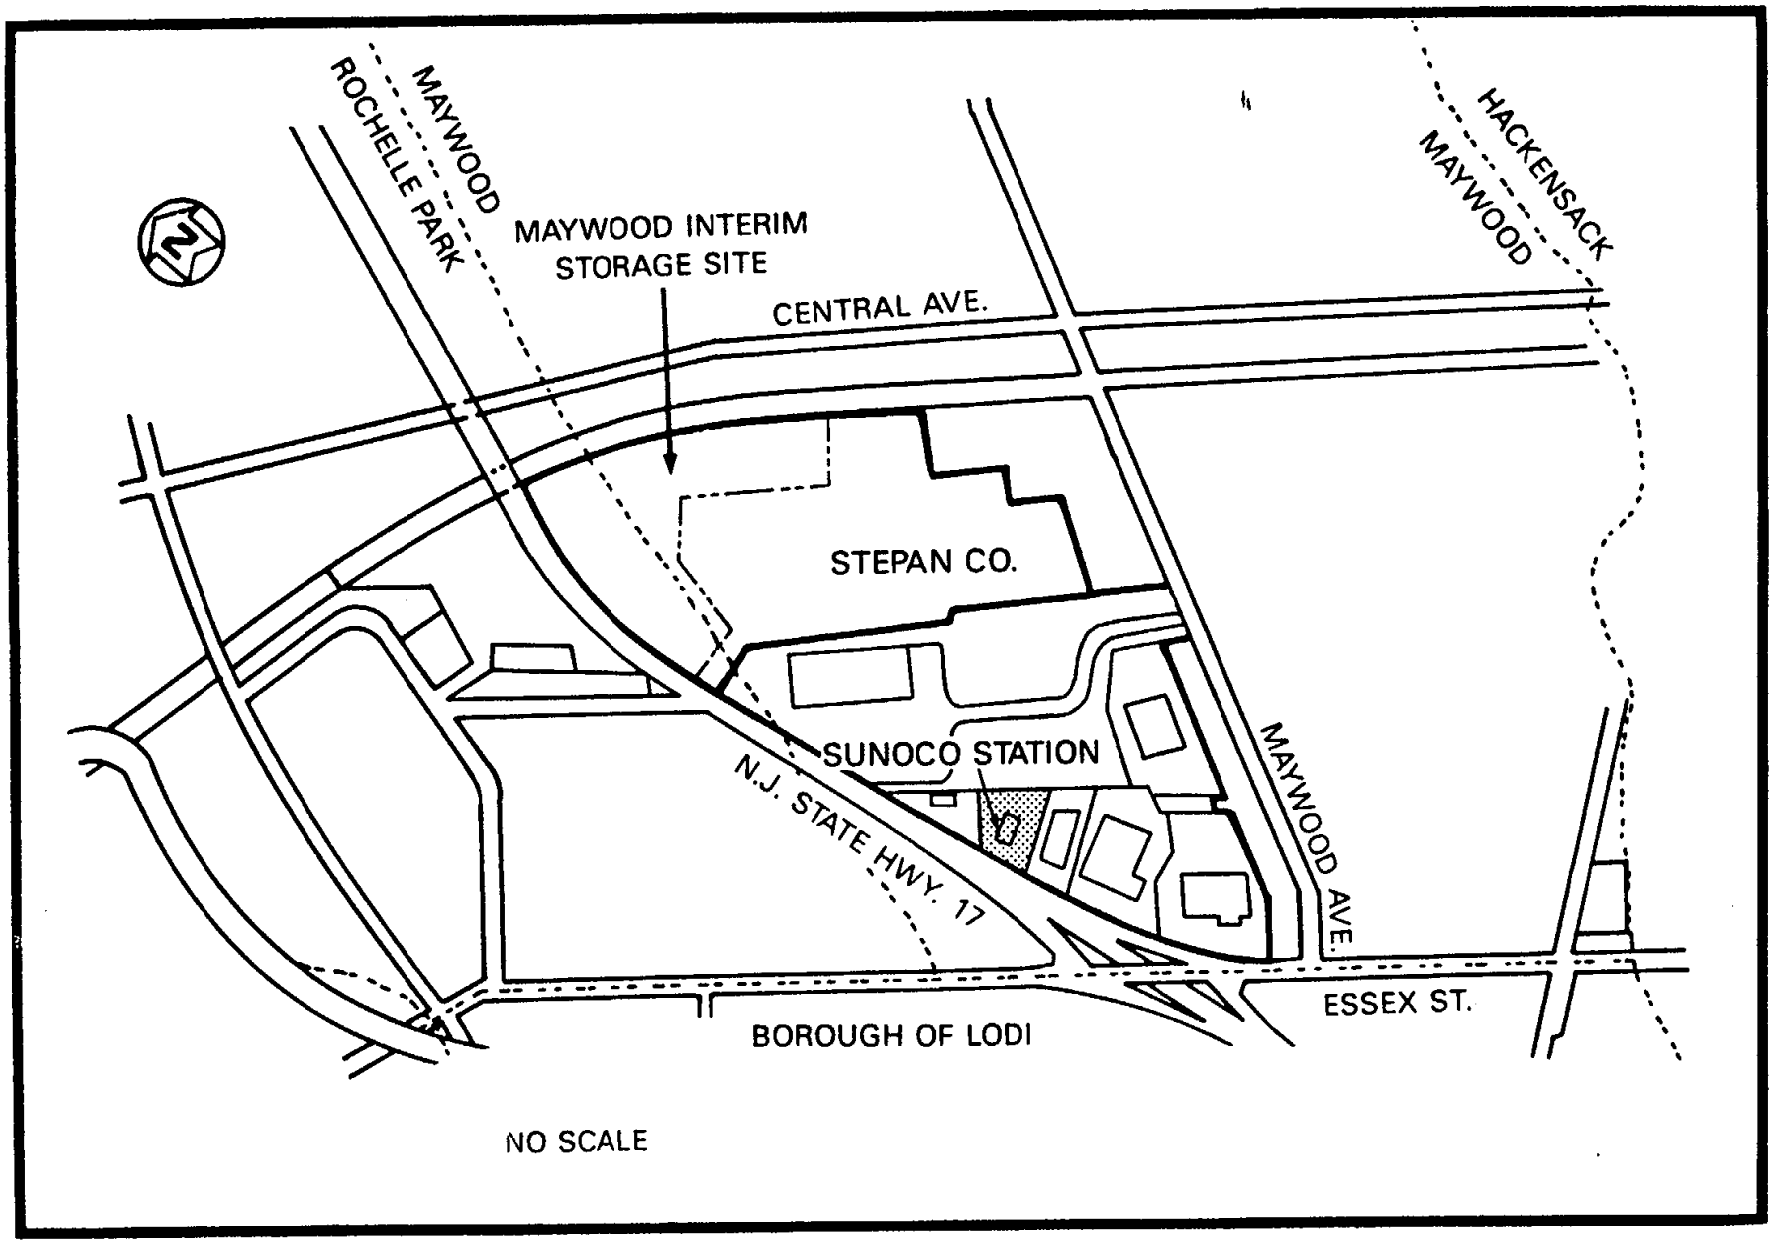 MAYWOOD
ROCHELLE PARK
HACKENSACK
MAYWOOD
N
MAYWOOD INTERIM
STORAGE SITE
CENTRAL AVE.
STEPAN CO.
SUNOCO STATION
N.J. STATE HWY. 17
MAYWOOD AVE.
ESSEX ST.
BOROUGH OF LODI
NO SCALE